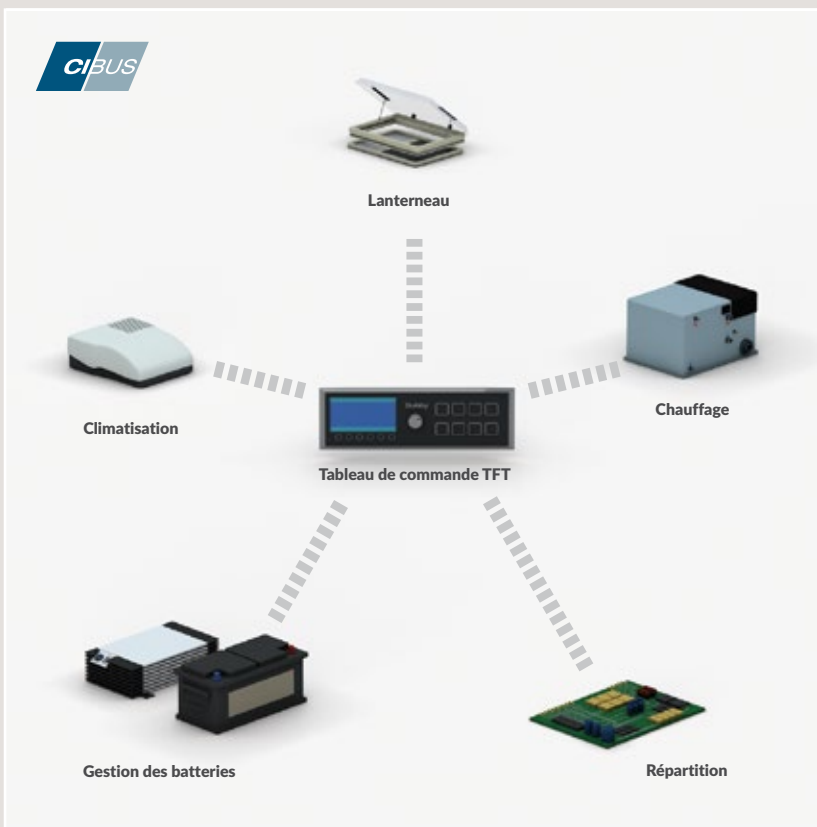 CIBUS
Lanterneau
Climatisation
Chauffage
Tableau de commande TFT
Gestion des batteries
Répartition